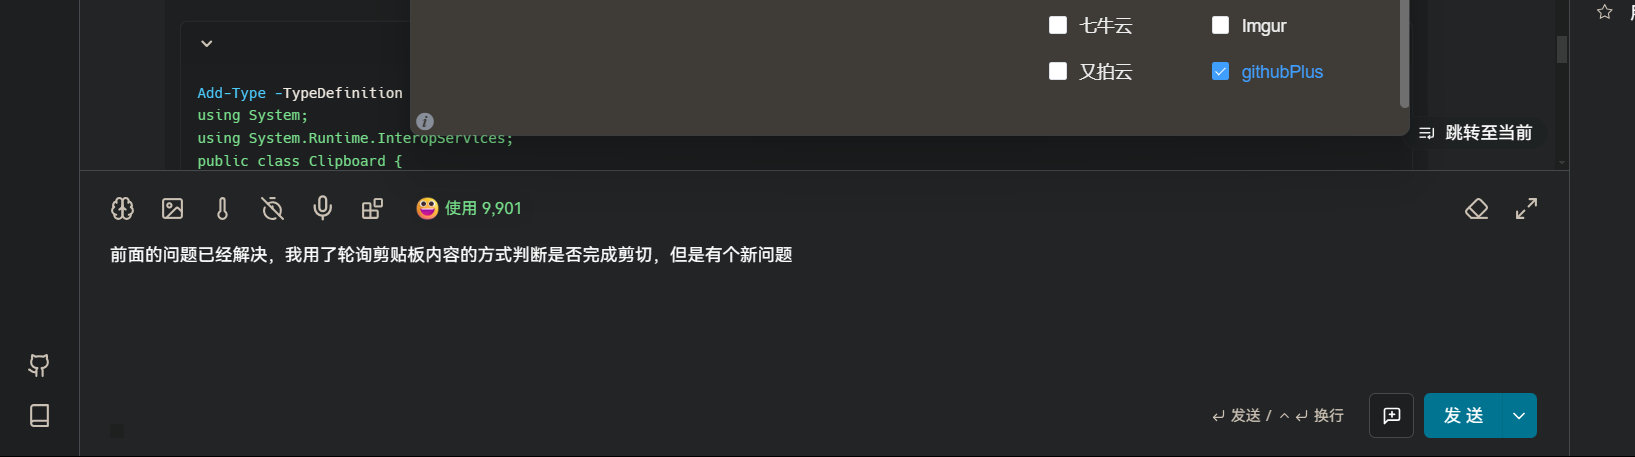 七牛云 Imgur
又拍云 githubPlus
Add-Type -TypeDefinition
using System;
using System.Runtime.InteropServices;
public class Clipboard {
跳转至当前
使用 9,901
前面的问题已经解决，我用了轮询剪贴板内容的方式判断是否完成剪切，但是有个新问题
发送 / 换行
发 送